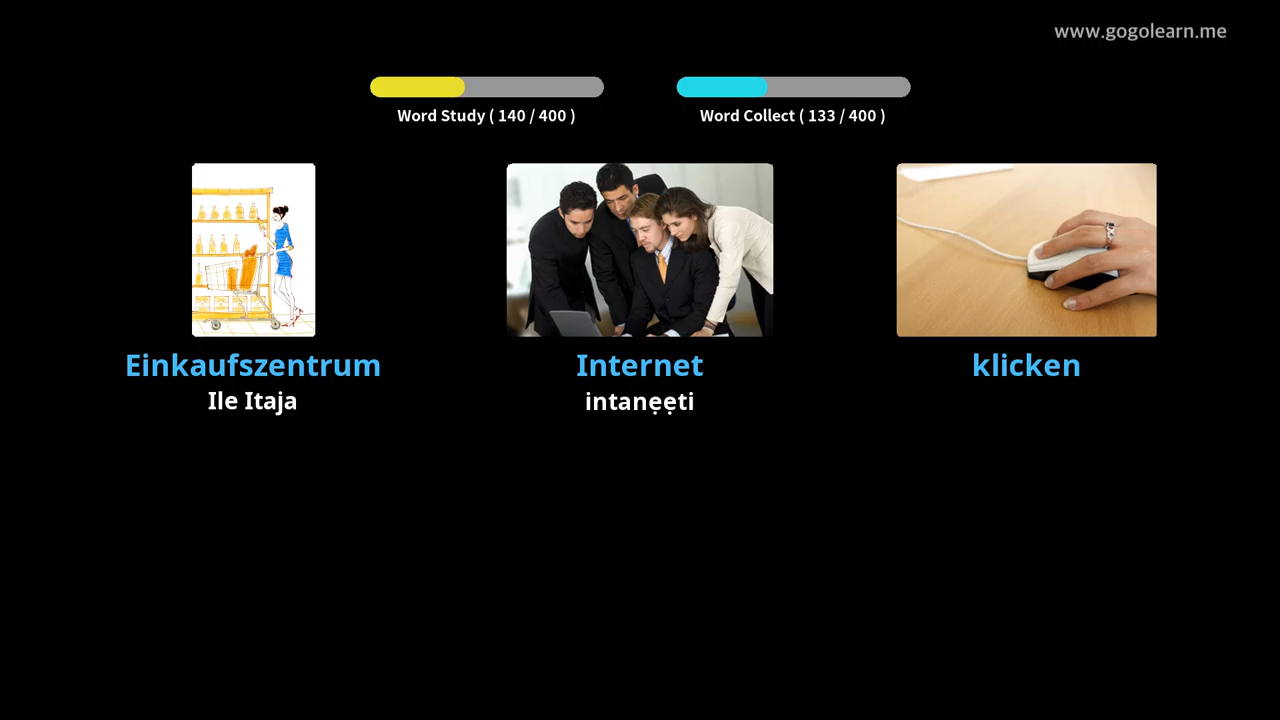 www.gogolearn.me
Word Study ( 140 / 400 )
Word Collect ( 133 / 400 )
Einkaufszentrum
Ile Itaja
Internet
intanẹẹti
klicken